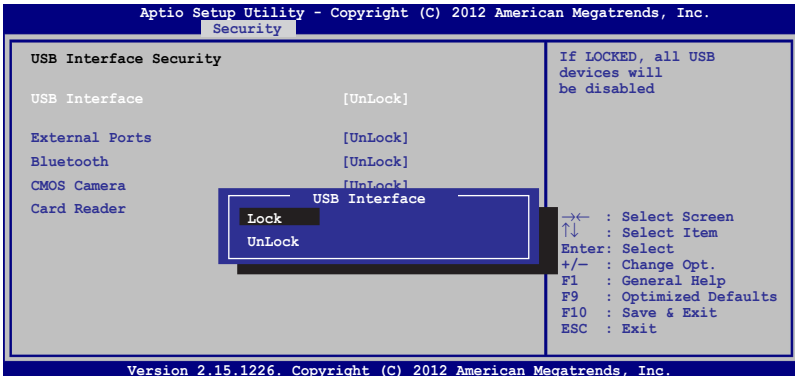 Aptio Setup Utility - Copyright (C) 2012 American Megatrends, Inc.
Security
USB Interface Security
USB Interface [UnLock]
External Ports [UnLock]
Bluetooth [UnLock]
CMOS Camera [UnLock]
Card Reader
USB Interface
Lock
UnLock
If LOCKED, all USB
devices will
be disabled
→← : Select Screen
↑↓ : Select Item
Enter: Select
+/— : Change Opt.
F1 : General Help
F9 : Optimized Defaults
F10 : Save & Exit
ESC : Exit
Version 2.15.1226. Copyright (C) 2012 American Megatrends, Inc.